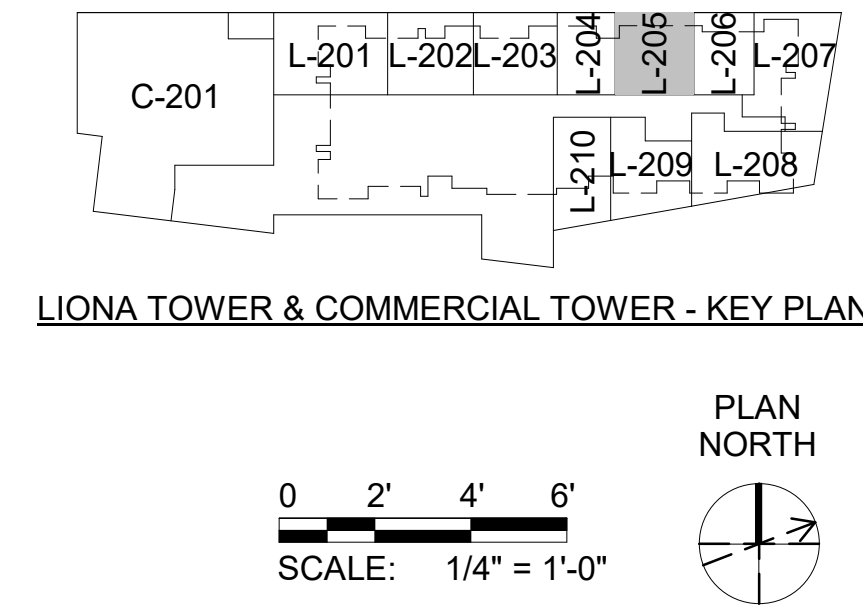 L-201 L-202 L-203 L-204 L-205 L-206 L-207
C-201
L-210 L-209 L-208
LIONA TOWER & COMMERCIAL TOWER - KEY PLAN
PLAN
NORTH
0 2' 4' 6'
SCALE: 1/4" = 1'-0"